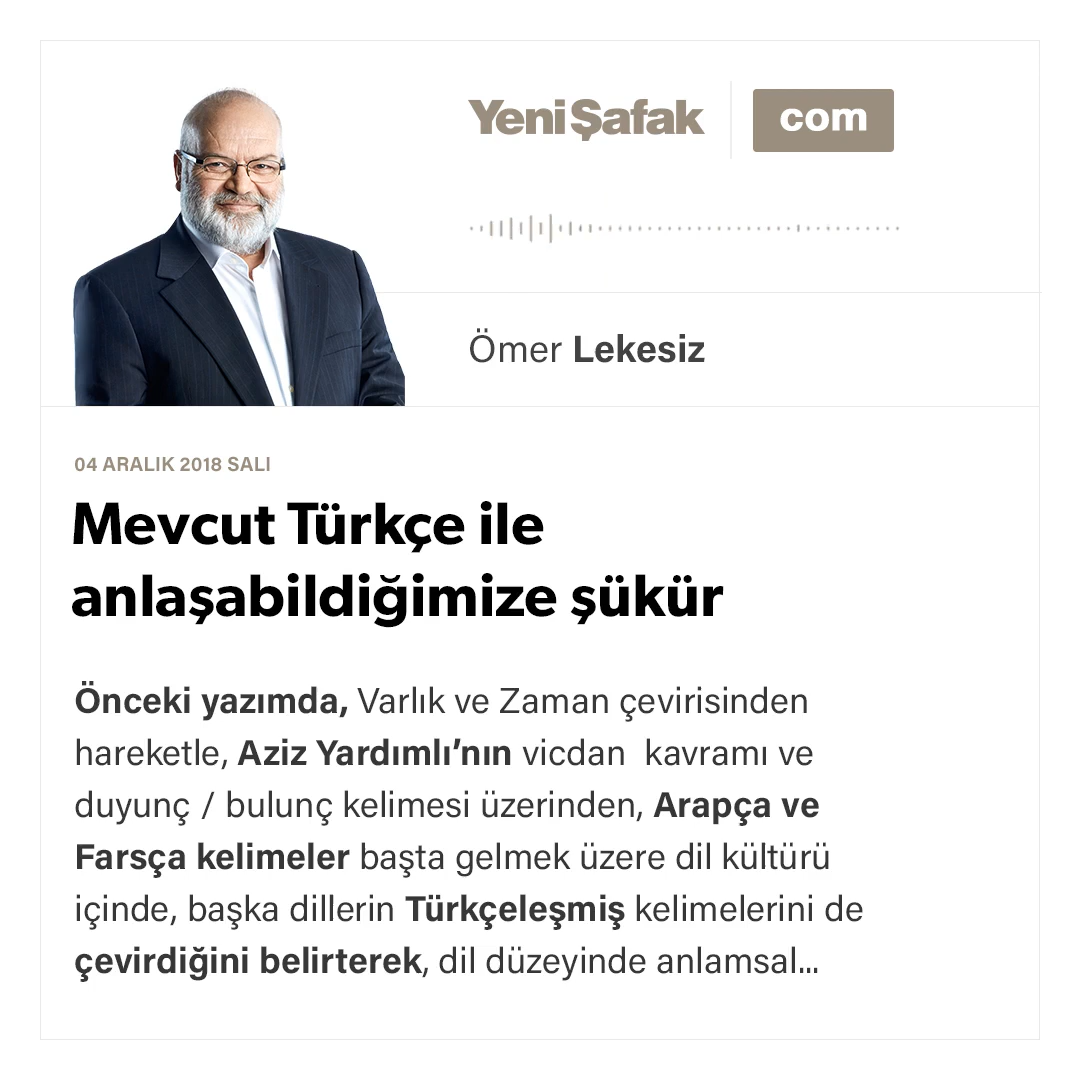 Yeni Şafak com
Ömer Lekesiz
04 ARALIK 2018 SALI
Mevcut Türkçe ile
anlaşabildiğimize şükür
Önceki yazımda, Varlık ve Zaman çevirisinden
hareketle, Aziz Yardımlı’nın vicdan kavramı ve
duyunç / bulunç kelimesi üzerinden, Arapça ve
Farsça kelimeler başta gelmek üzere dil kültürü
içinde, başka dillerin Türkçeleşmiş kelimelerini de
çevirdiğini belirterek, dil düzeyinde anlamsal...